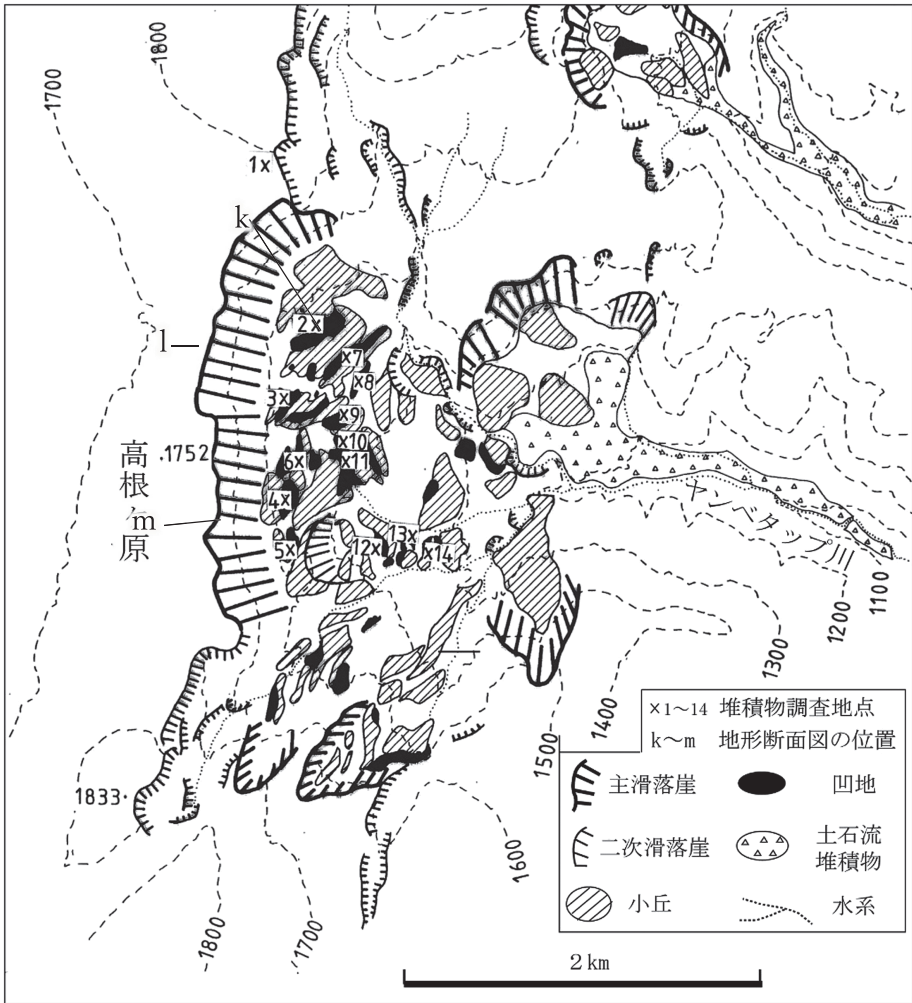 1800
1700
1x
k
2x
x7
l
x8
3x
x9
高根ヶ原
.1752
x10
6x
x11
4x
m
ヤンベタップ川
13x
5x
12x
x14
1100
1200
1300
1400
1500
×1～14 堆積物調査地点
k～m 地形断面図の位置
主滑落崖
凹地
二次滑落崖
土石流
堆積物
小丘
水系
1833.
1600
1800
1700
2 km